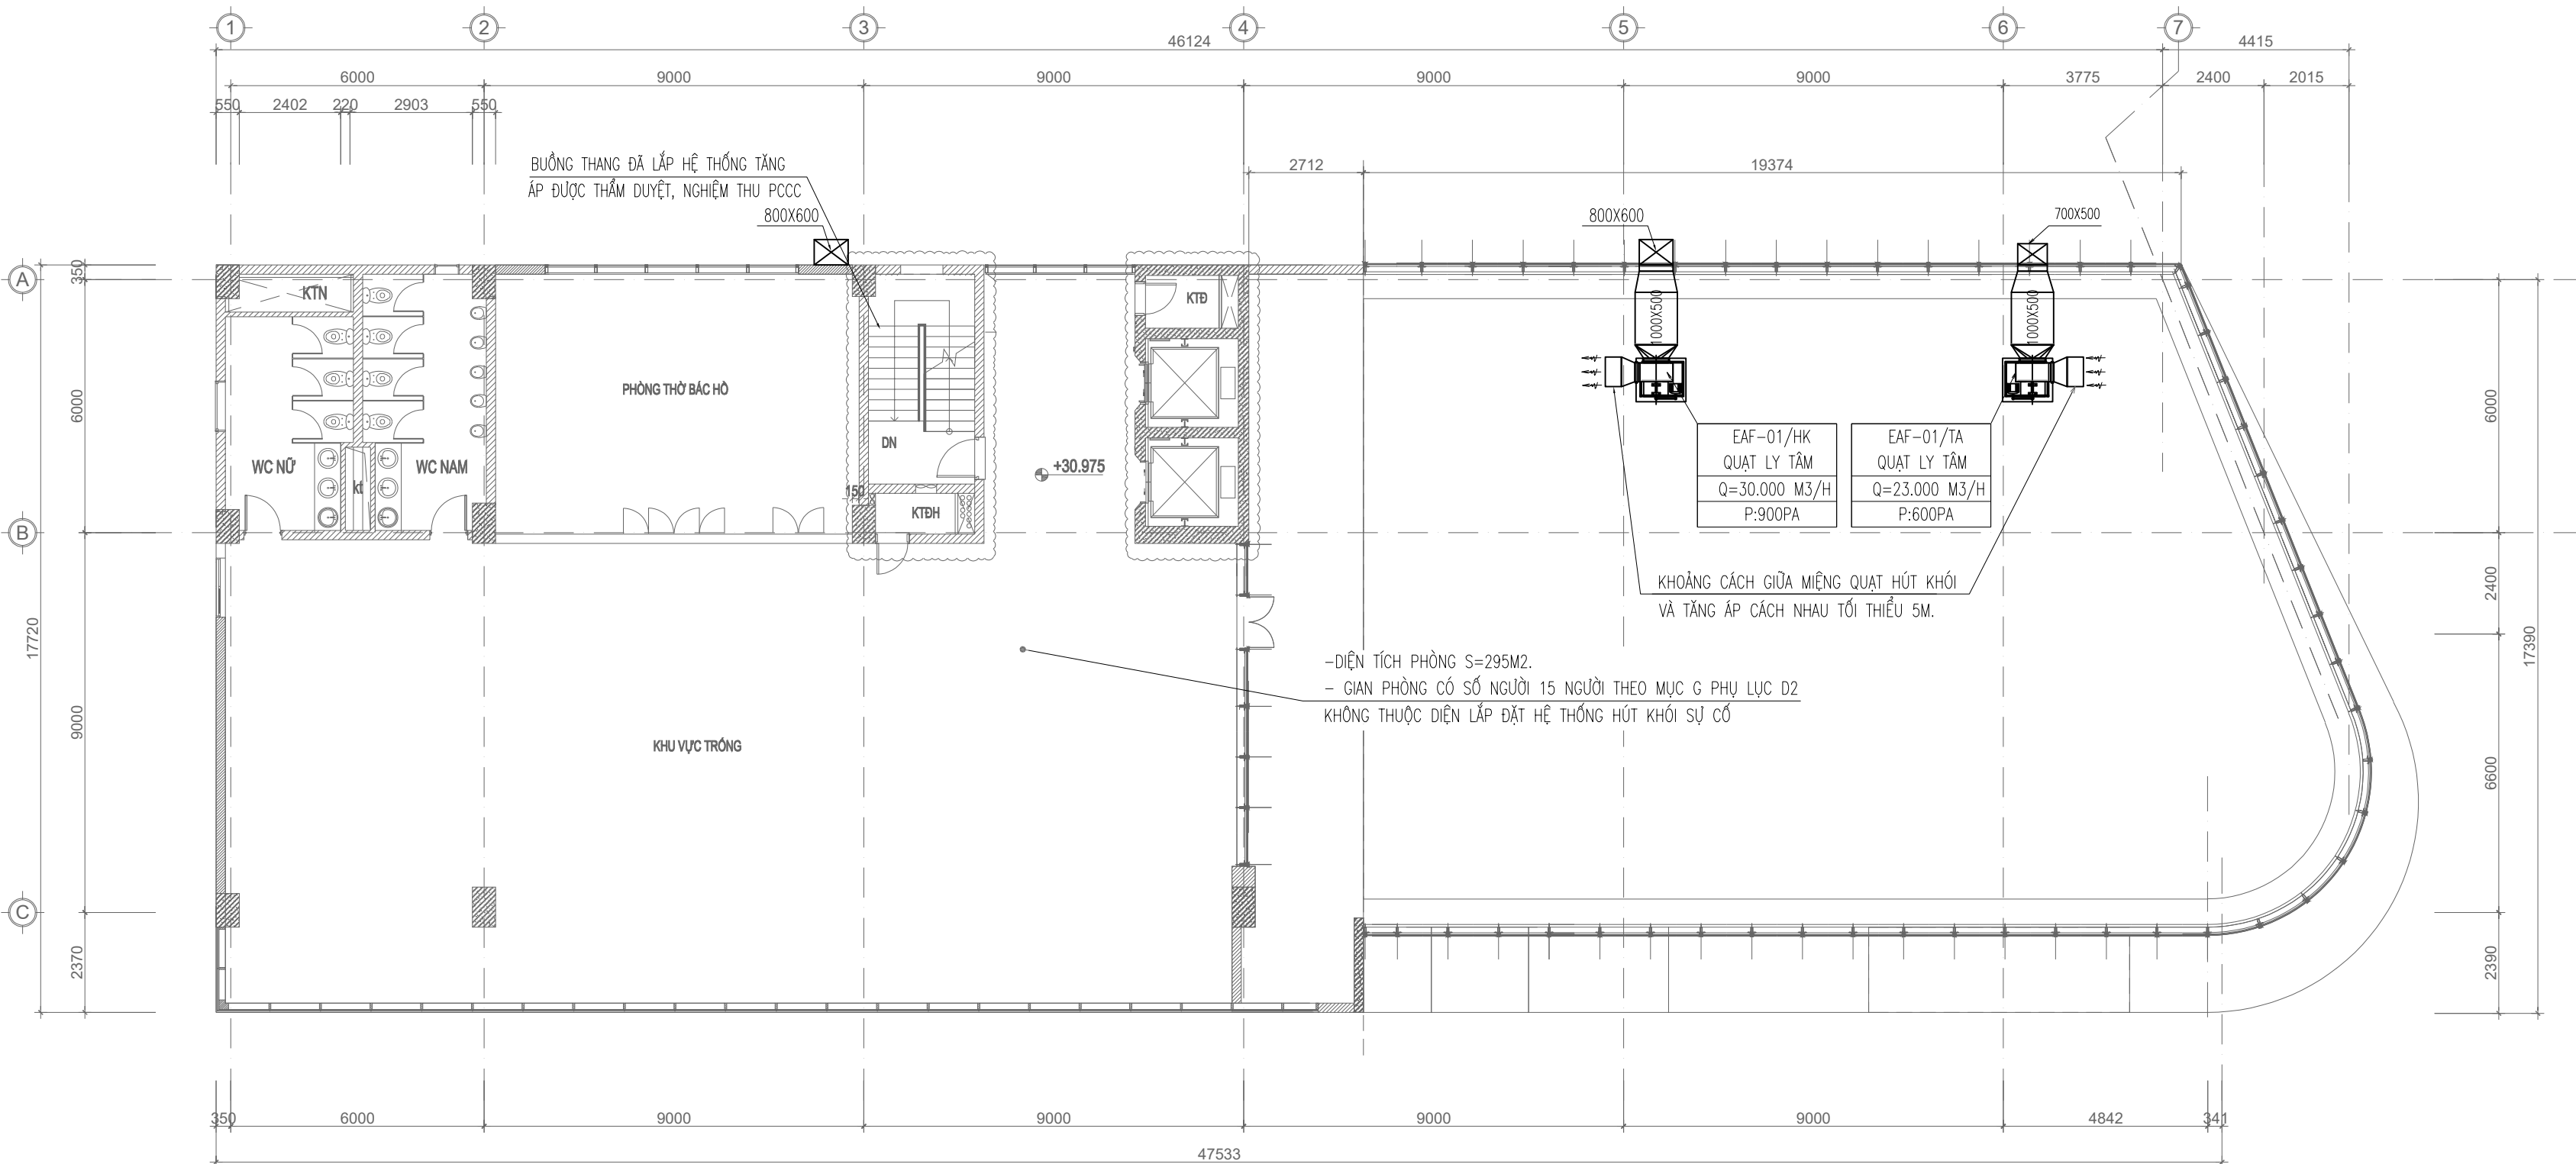 1 2 3 4 5 6 7
46124 4415
6000 9000 9000 9000 9000 3775 2400 2015
550 2402 220 2903 550
BUỒNG THANG ĐÃ LẮP HỆ THỐNG TĂNG
ÁP ĐƯỢC THẨM DUYỆT, NGHIỆM THU PCCC
800X600
2712 19374
800X600
700X500
A
350
KTN
KTĐ
1000X500
1000X500
6000
PHÒNG THỜ BÁC HỒ
6000
DN
WC NỮ
WC NAM
kt
+30.975
150
KTĐH
EAF-01/HK
QUẠT LY TÂM
Q=30.000 M3/H
P:900PA
EAF-01/TA
QUẠT LY TÂM
Q=23.000 M3/H
P:600PA
B
KHOẢNG CÁCH GIỮA MIỆNG QUẠT HÚT KHÓI
VÀ TĂNG ÁP CÁCH NHAU TỐI THIỂU 5M.
2400
17720
17390
-DIỆN TÍCH PHÒNG S=295M2.
- GIAN PHÒNG CÓ SỐ NGƯỜI 15 NGƯỜI THEO MỤC G PHỤ LỤC D2
KHÔNG THUỘC DIỆN LẮP ĐẶT HỆ THỐNG HÚT KHÓI SỰ CỐ
9000
KHU VỰC TRỐNG
6600
C
2370
2390
350 6000 9000 9000 9000 9000 4842 341
47533